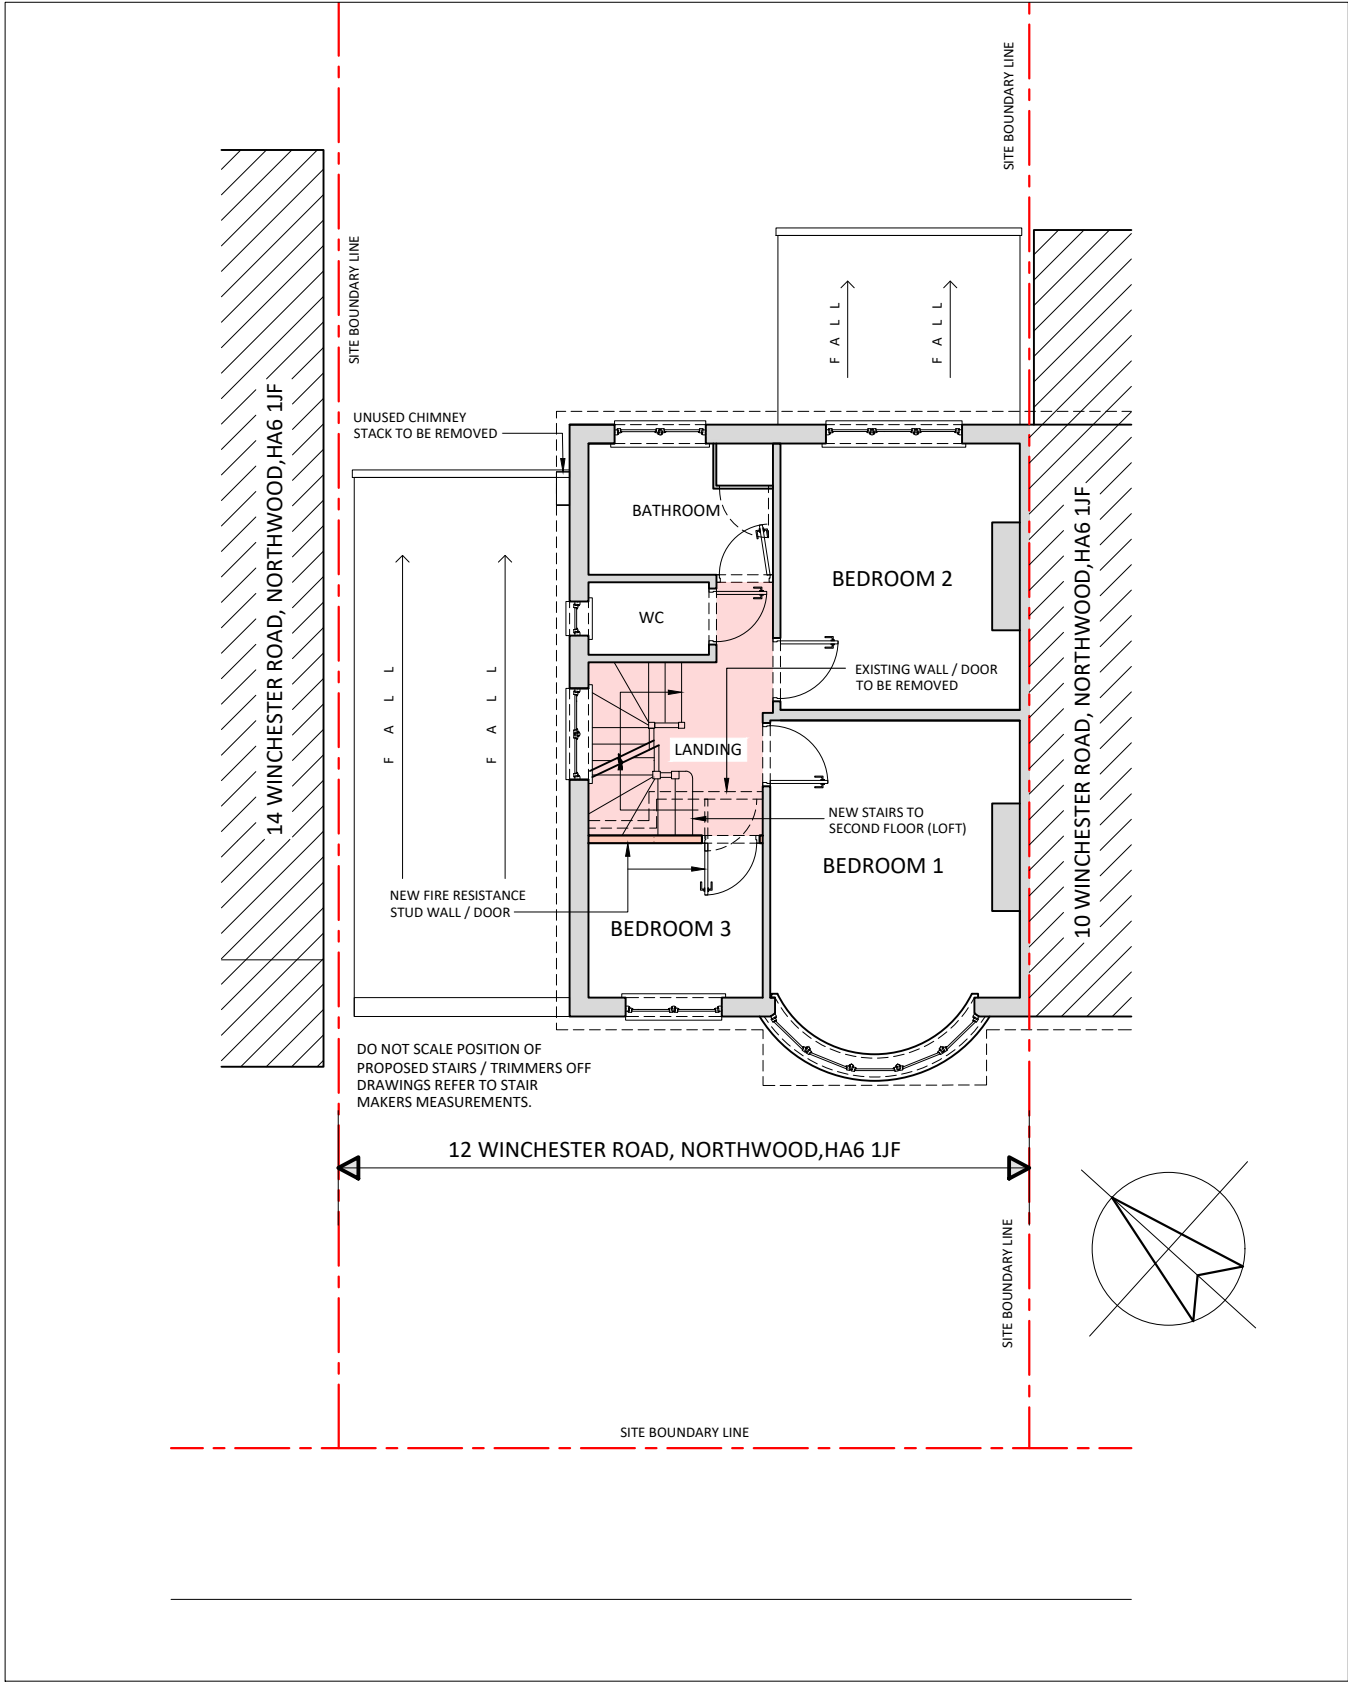 SITE BOUNDARY LINE
SITE BOUNDARY LINE
FALL
FALL
14 WINCHESTER ROAD, NORTHWOOD,HA6 1JF
UNUSED CHIMNEY
STACK TO BE REMOVED
BATHROOM
BEDROOM 2
10 WINCHESTER ROAD, NORTHWOOD,HA6 1JF
WC
EXISTING WALL / DOOR
TO BE REMOVED
FALL
FALL
LANDING
NEW STAIRS TO
SECOND FLOOR (LOFT)
BEDROOM 1
NEW FIRE RESISTANCE
STUD WALL / DOOR
BEDROOM 3
DO NOT SCALE POSITION OF
PROPOSED STAIRS / TRIMMERS OFF
DRAWINGS REFER TO STAIR
MAKERS MEASUREMENTS.
12 WINCHESTER ROAD, NORTHWOOD,HA6 1JF
SITE BOUNDARY LINE
SITE BOUNDARY LINE